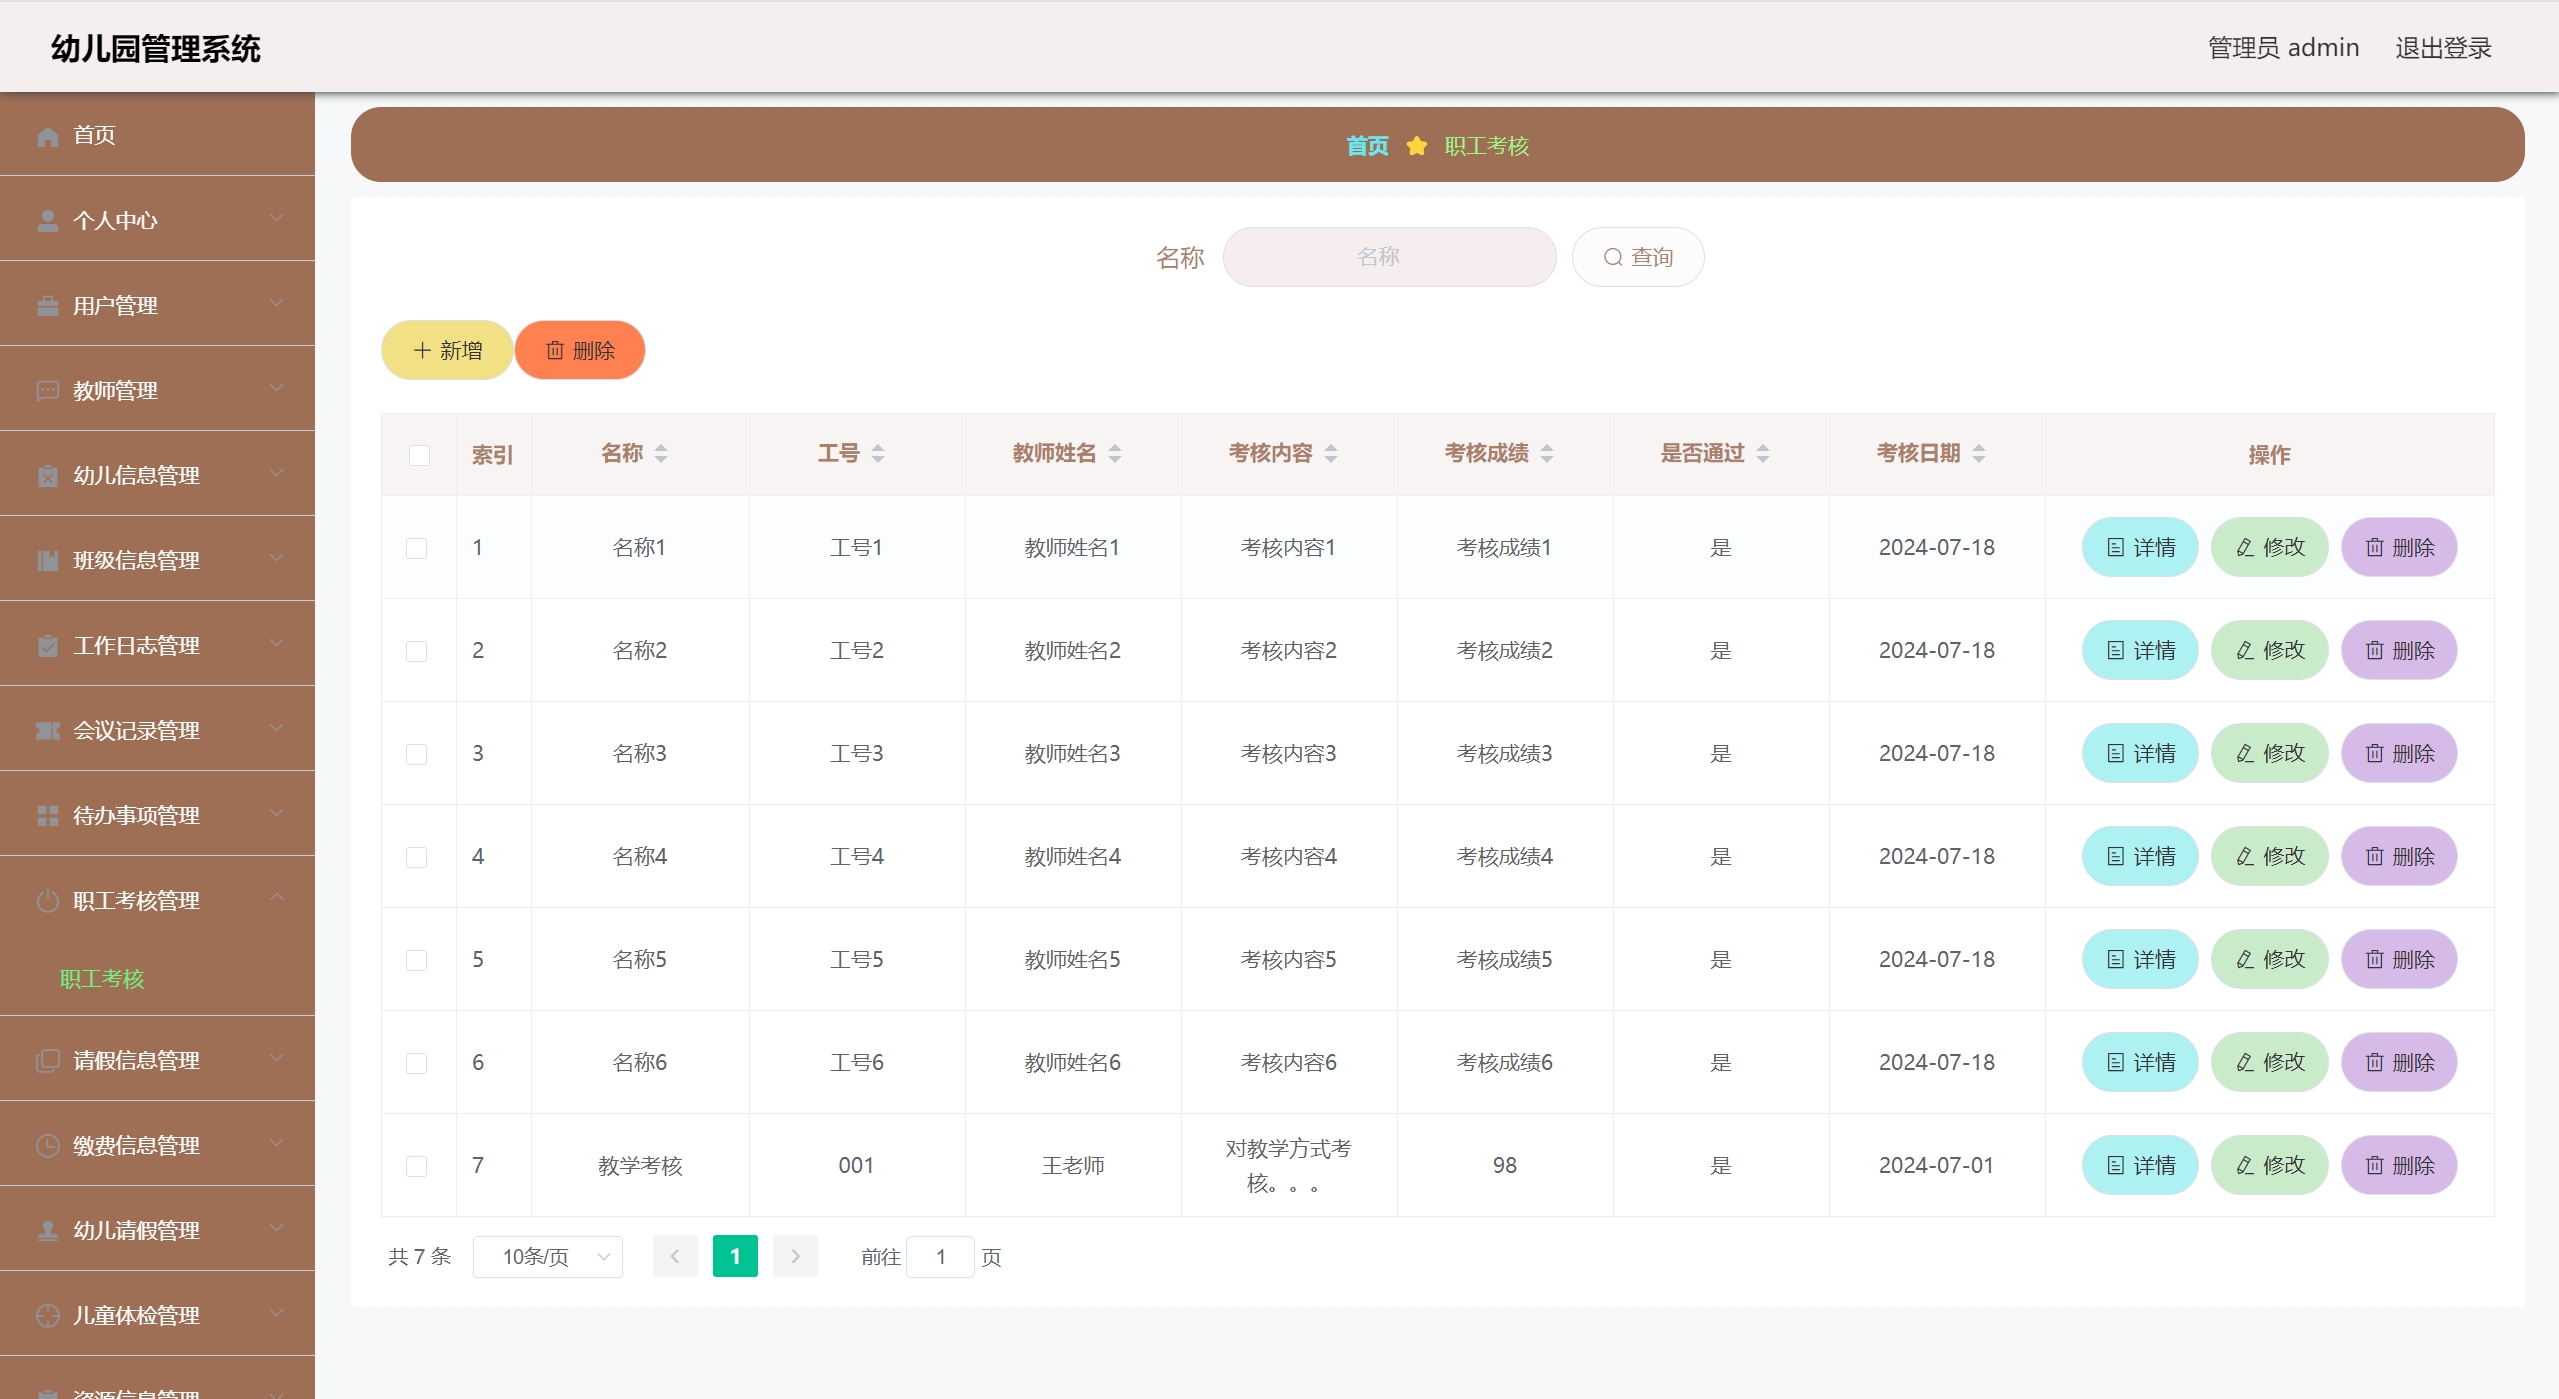 幼儿园管理系统
管理员 admin 退出登录
首页
个人中心
用户管理
教师管理
幼儿信息管理
班级信息管理
工作日志管理
会议记录管理
待办事项管理
职工考核管理
职工考核
请假信息管理
缴费信息管理
幼儿请假管理
儿童体检管理
资源信息管理
首页 职工考核
名称 名称 查询
新增 删除
索引 名称 工号 教师姓名 考核内容 考核成绩 是否通过 考核日期 操作
1 名称1 工号1 教师姓名1 考核内容1 考核成绩1 是 2024-07-18 详情 修改 删除
2 名称2 工号2 教师姓名2 考核内容2 考核成绩2 是 2024-07-18 详情 修改 删除
3 名称3 工号3 教师姓名3 考核内容3 考核成绩3 是 2024-07-18 详情 修改 删除
4 名称4 工号4 教师姓名4 考核内容4 考核成绩4 是 2024-07-18 详情 修改 删除
5 名称5 工号5 教师姓名5 考核内容5 考核成绩5 是 2024-07-18 详情 修改 删除
6 名称6 工号6 教师姓名6 考核内容6 考核成绩6 是 2024-07-18 详情 修改 删除
7 教学考核 001 王老师 对教学方式考 98 是 2024-07-01 详情 修改 删除
核。。。
共 7 条 10条/页 1 前往 1 页